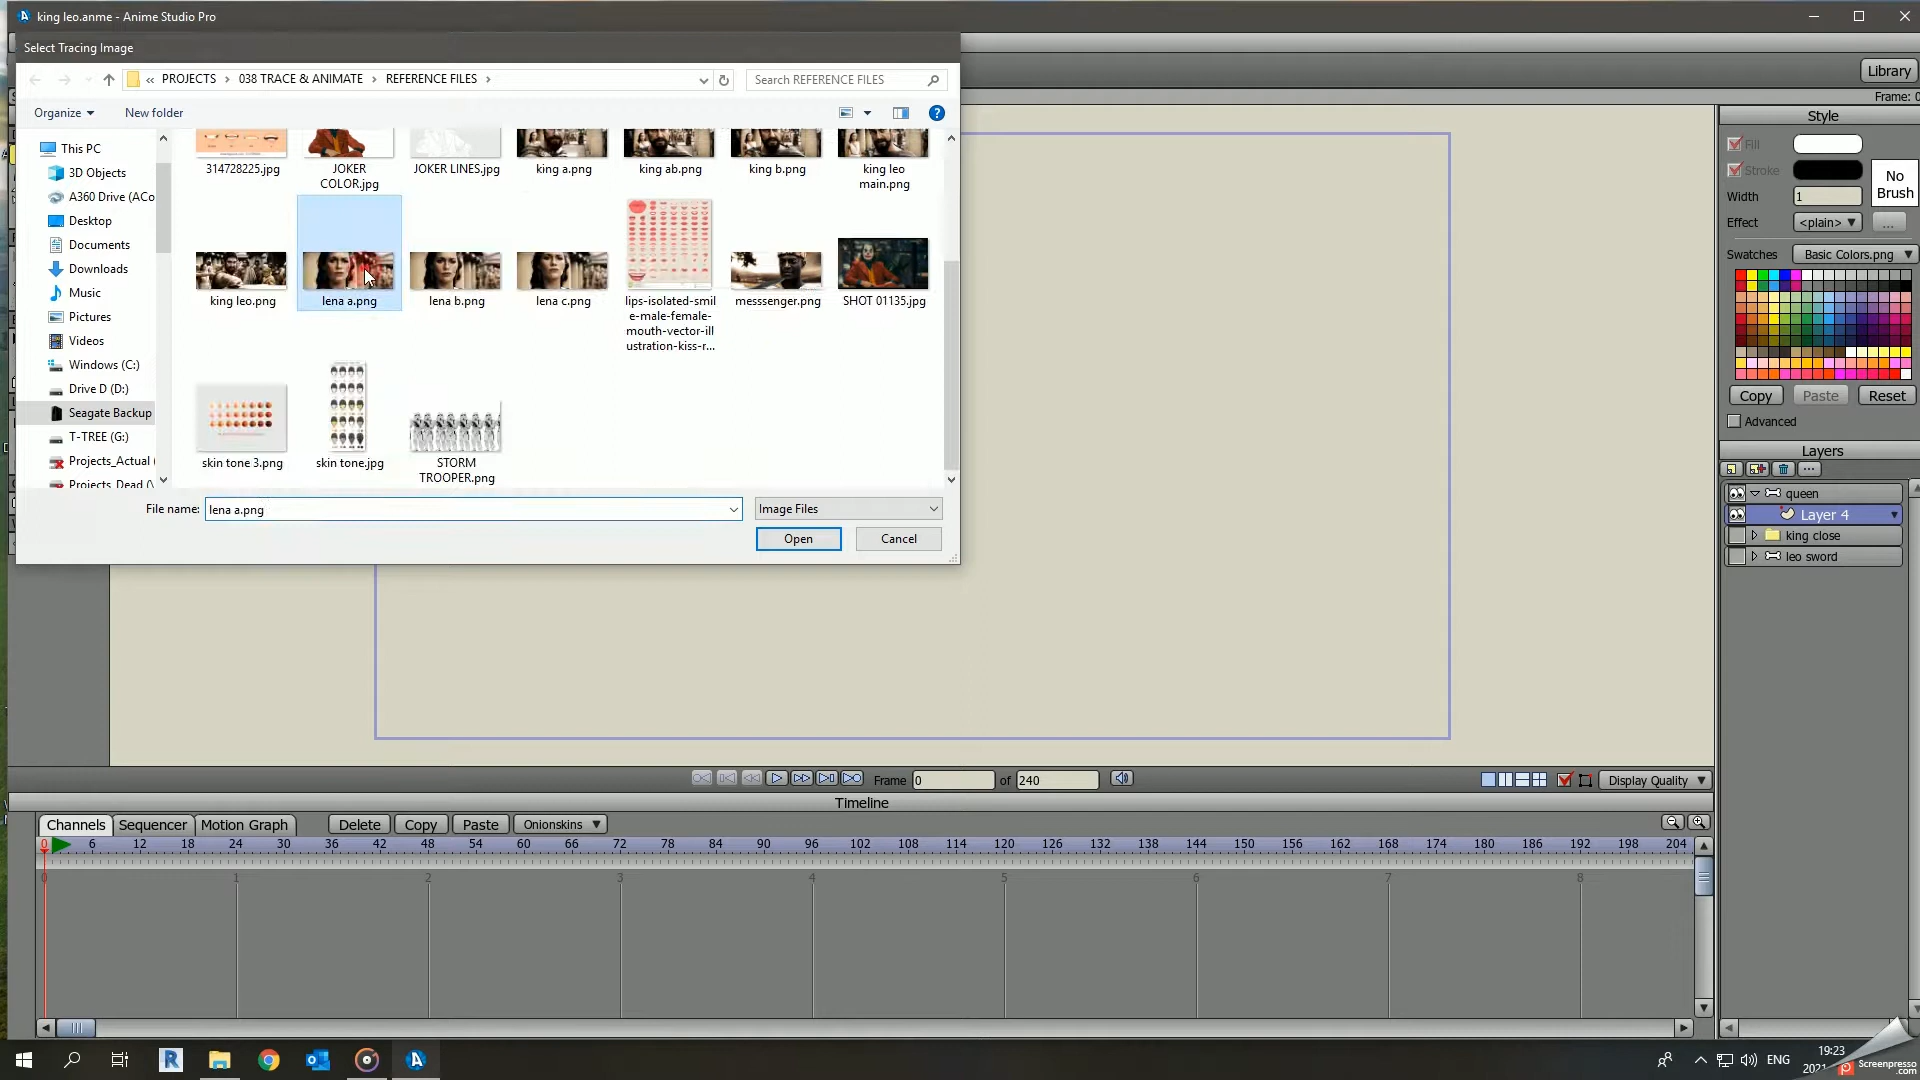 king leo.anme - Anime Studio Pro
Select Tracing Image
« PROJECTS › 038 TRACE & ANIMATE › REFERENCE FILES ›
Search REFERENCE FILES
Library
Organize
New folder
Frame: 0
Style
This PC
3D Objects
A360 Drive (ACo
Desktop
Documents
Downloads
Music
Pictures
Videos
Windows (C:)
Drive D (D:)
Seagate Backup
T-TREE (G:)
Projects_Actual (
Projects_Dead (\
314728225.jpg
JOKER COLOR.jpg
JOKER LINES.jpg
king a.png
king ab.png
king b.png
king leo main.png
king leo.png
lena a.png
lena b.png
lena c.png
lips-isolated-smil
e-male-female-
mouth-vector-ill
ustration-kiss-r...
messsenger.png
SHOT 01135.jpg
skin tone 3.png
skin tone.jpg
STORM TROOPER.png
File name: lena a.png
Image Files
Open
Cancel
Fill
Stroke
No Brush
Width 1
Effect <plain> ...
Swatches Basic Colors.png
Copy Paste Reset
Advanced
Layers
queen
Layer 4
king close
leo sword
Frame 0 of 240
Display Quality
Timeline
Channels Sequencer Motion Graph Delete Copy Paste Onionskins
0 6 12 18 24 30 36 42 48 54 60 66 72 78 84 90 96 102 108 114 120 126 132 138 144 150 156 162 168 174 180 186 192 198 204
0 1 2 3 4 5 6 7 8
ENG
19:23
Screenpresso
.com